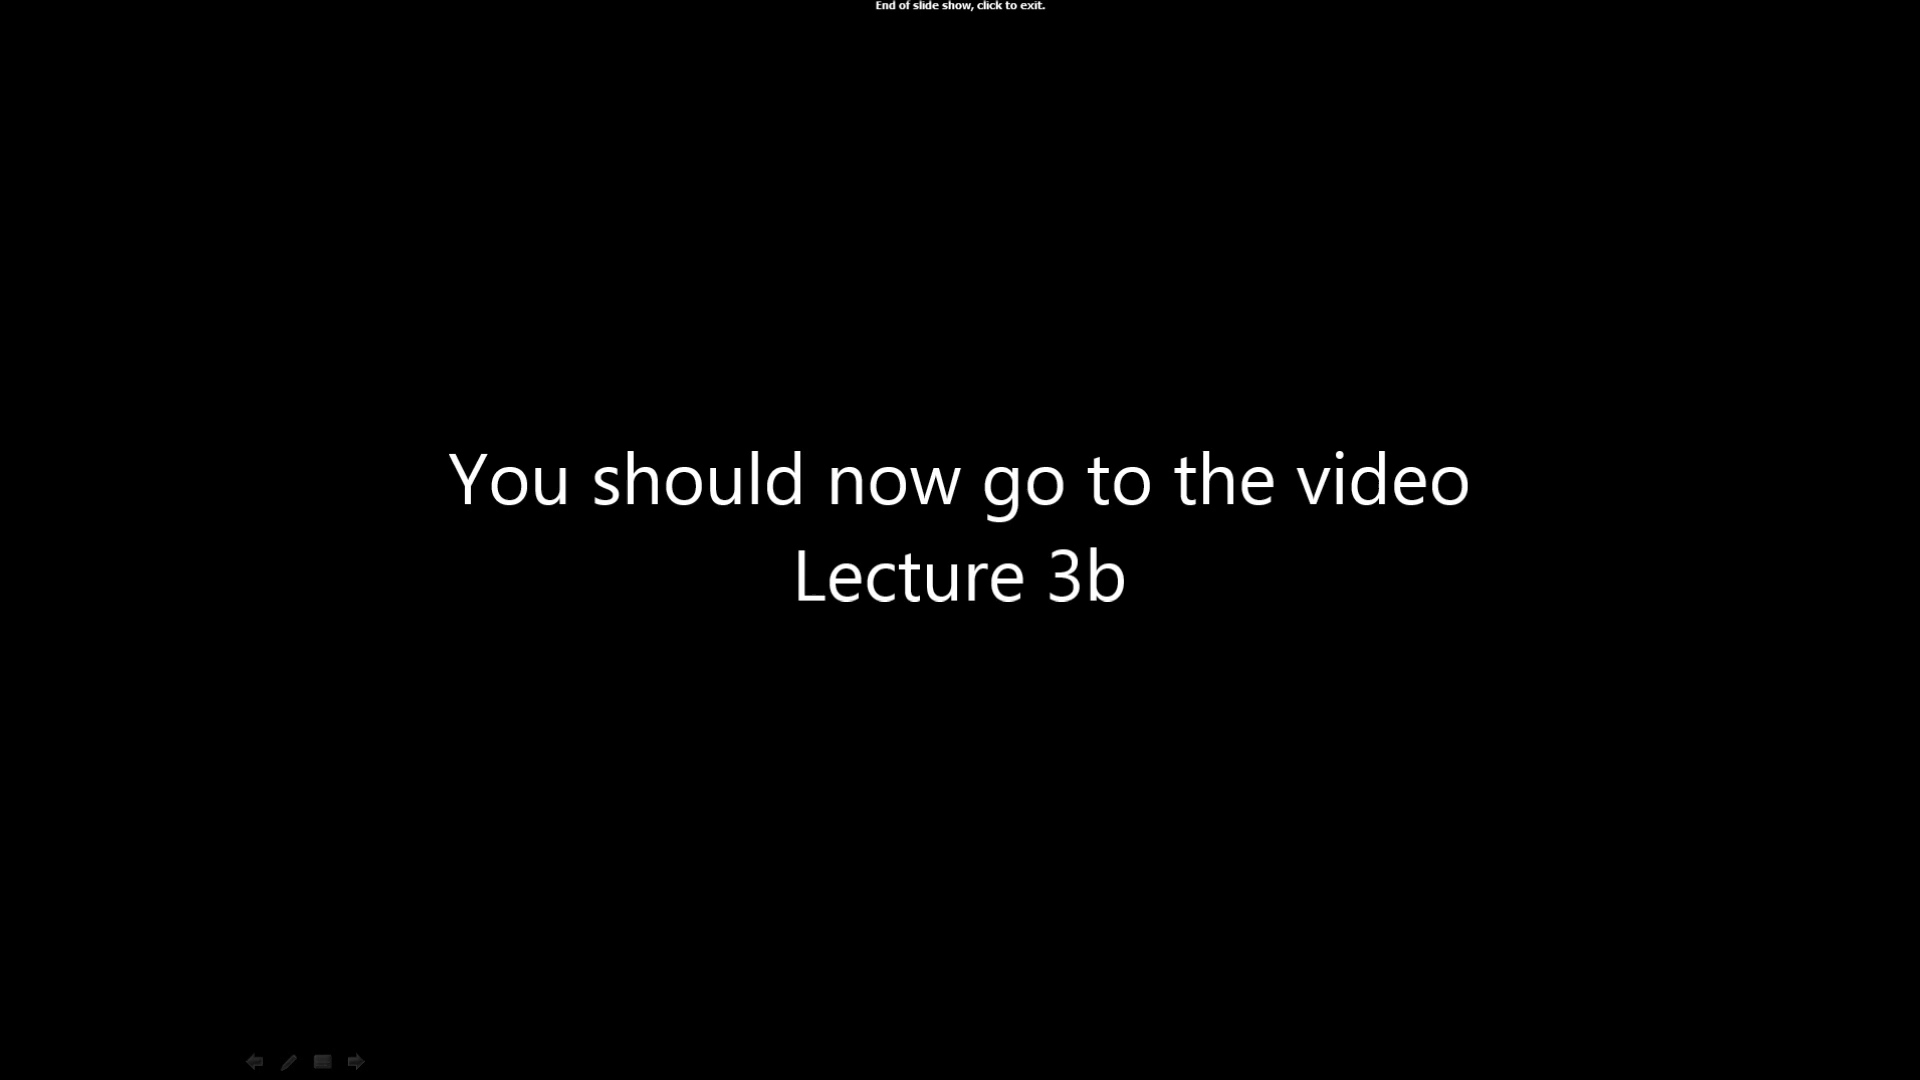 End of slide show, click to exit.
You should now go to the video
Lecture 3b